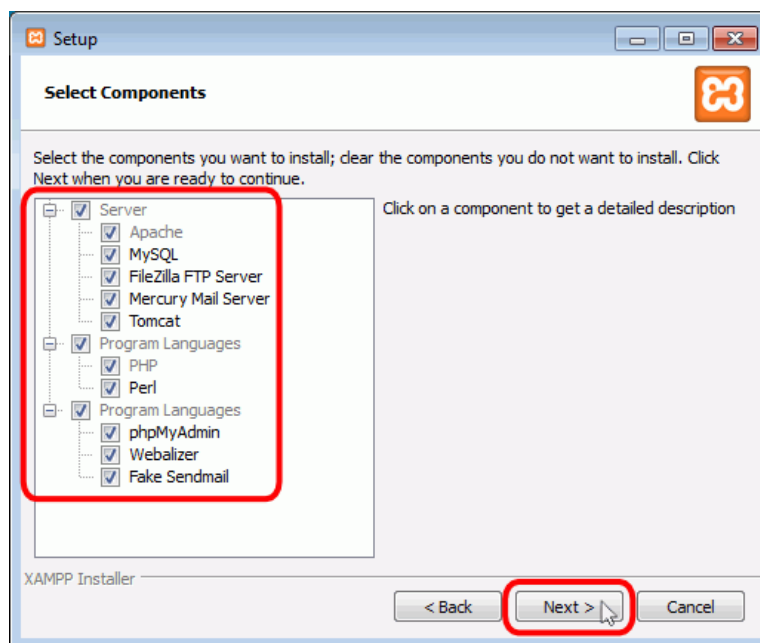 Setup
Select Components
Select the components you want to install; clear the components you do not want to install. Click
Next when you are ready to continue.
Server
Apache
MySQL
FileZilla FTP Server
Mercury Mail Server
Tomcat
Program Languages
PHP
Perl
Program Languages
phpMyAdmin
Webalizer
Fake Sendmail
Click on a component to get a detailed description
XAMPP Installer
< Back
Next >
Cancel